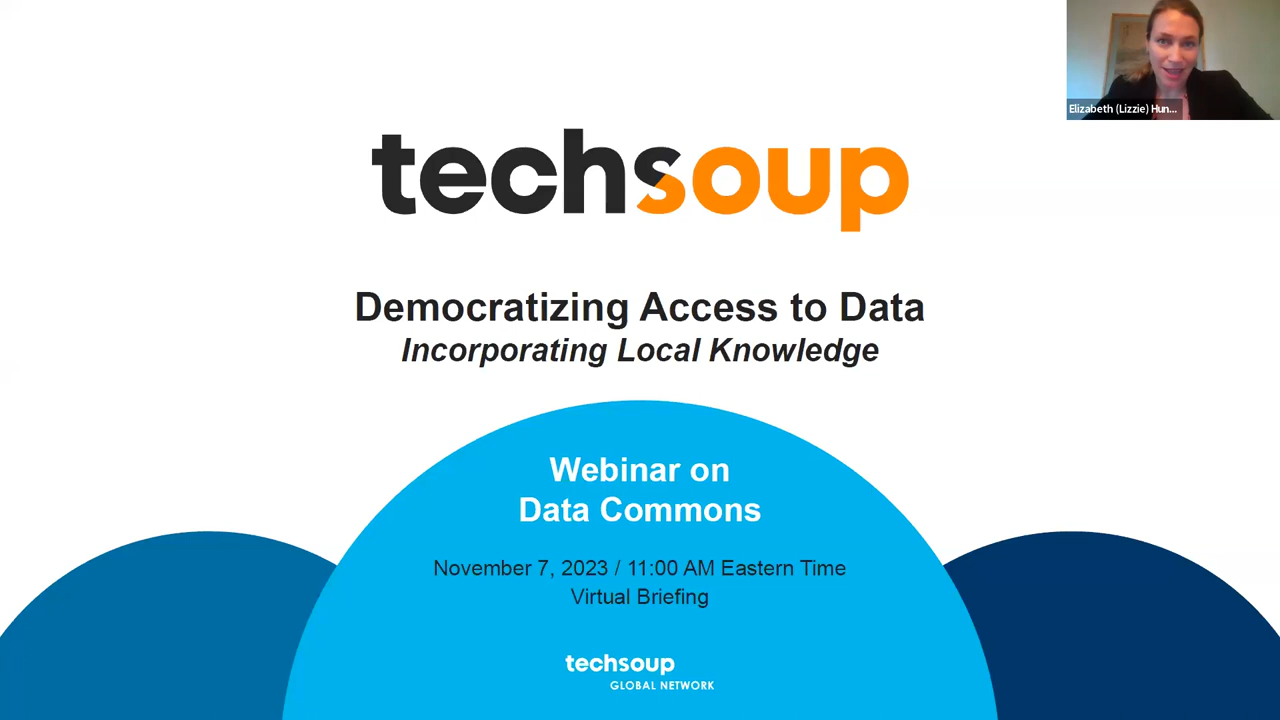 Elizabeth (Lizzie) Hun...
techsoup
Democratizing Access to Data
Incorporating Local Knowledge
Webinar on
Data Commons
November 7, 2023 / 11:00 AM Eastern Time
Virtual Briefing
techsoup
GLOBAL NETWORK